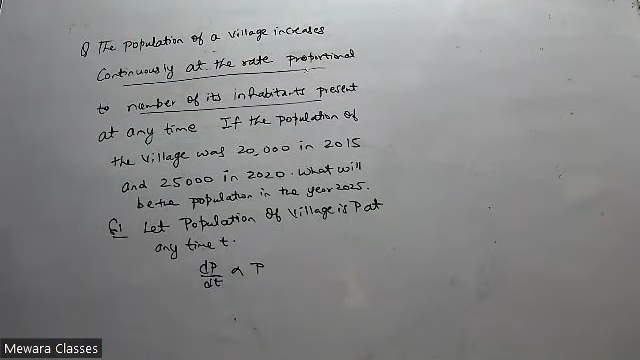 Q The population of a village increases
Continuously at the rate proportional
to number of its inhabitants present
at any time. If the population of
the village was 20,000 in 2015
and 25000 in 2020. What will
be the population in the year 2025.
Let Population Of Village is P at
any time t.
dP/dt ∝ P
Mewara Classes